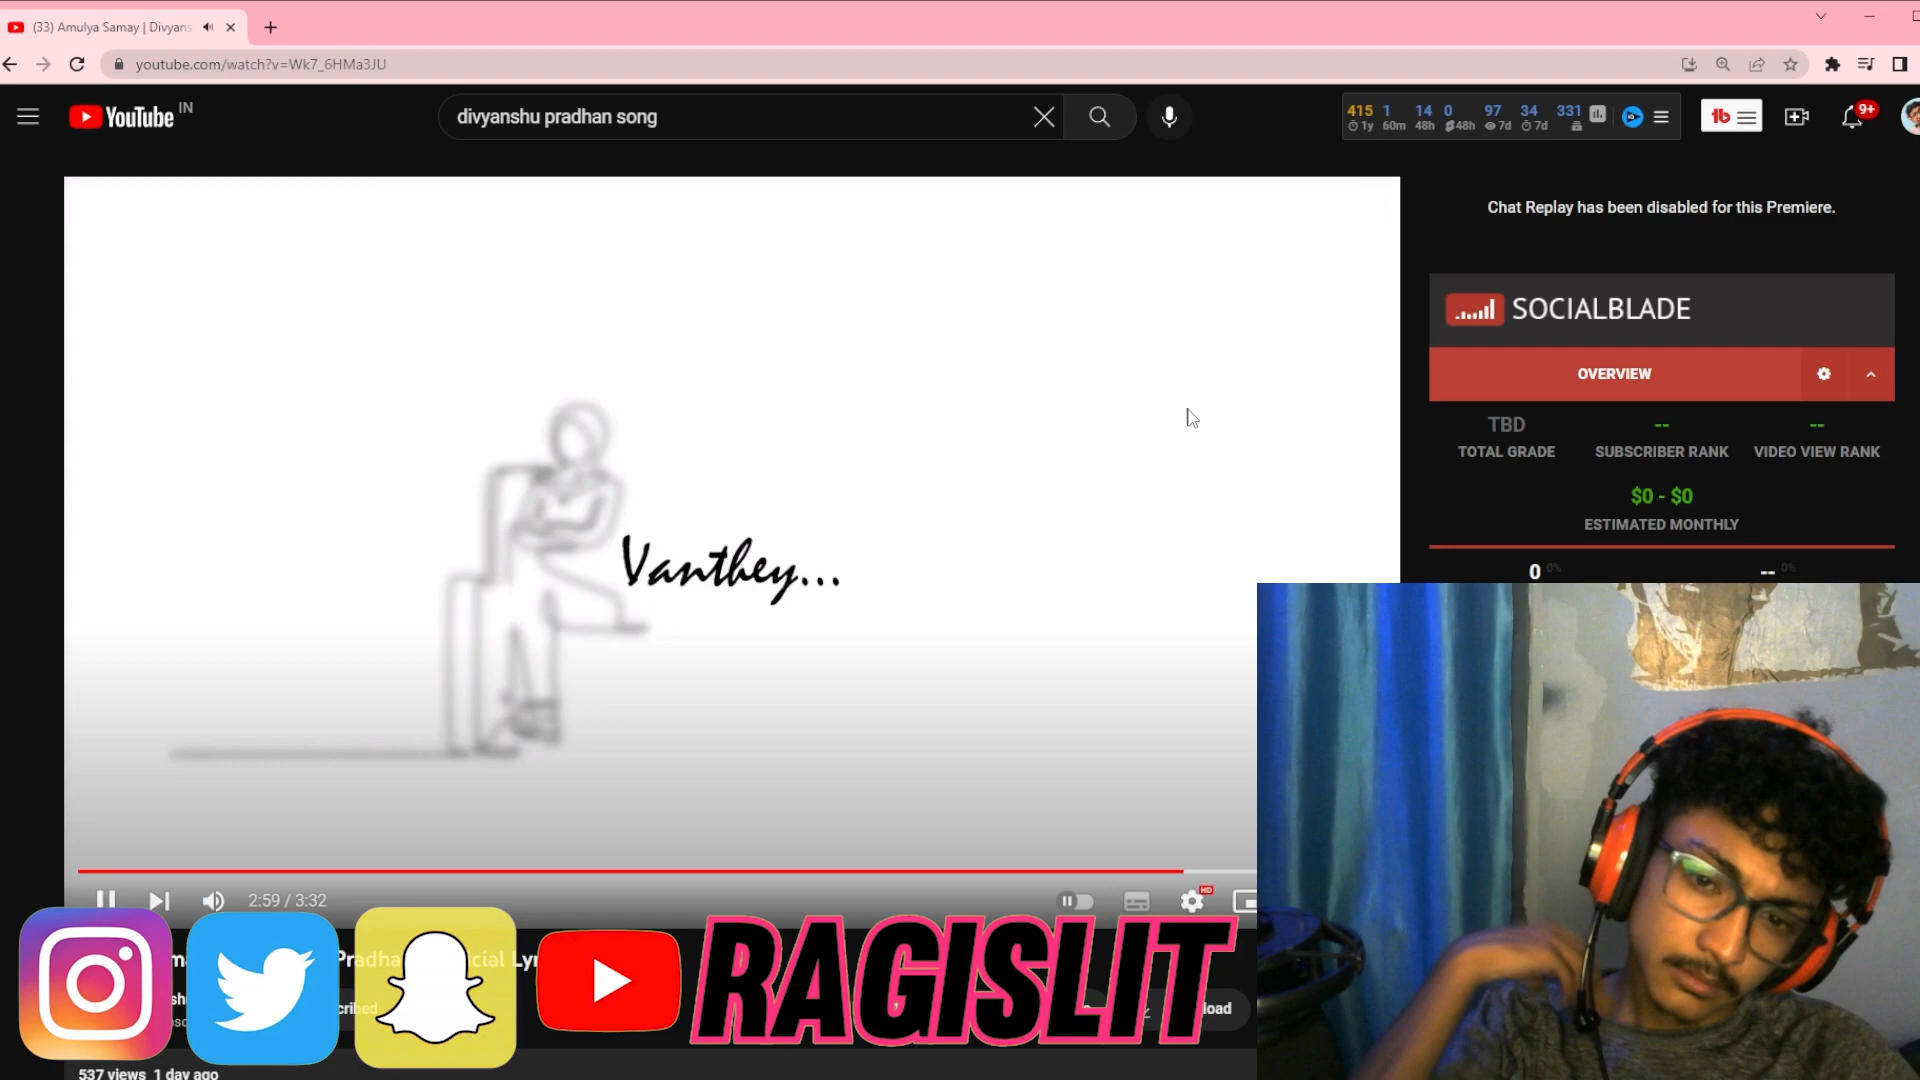 (33) Amulya Samay | Divyans
youtube.com/watch?v=Wk7_6HMa3JU
YouTube IN
divyanshu pradhan song
415 1 14 0 97 34 331
1y 60m 48h 48h 7d 7d
9+
Chat Replay has been disabled for this Premiere.
SOCIALBLADE
OVERVIEW
TBD -- --
TOTAL GRADE SUBSCRIBER RANK VIDEO VIEW RANK
$0 - $0
ESTIMATED MONTHLY
0 0% -- 0%
Vanthey...
2:59 / 3:32
HD
RAGISLIT
537 views 1 day ago